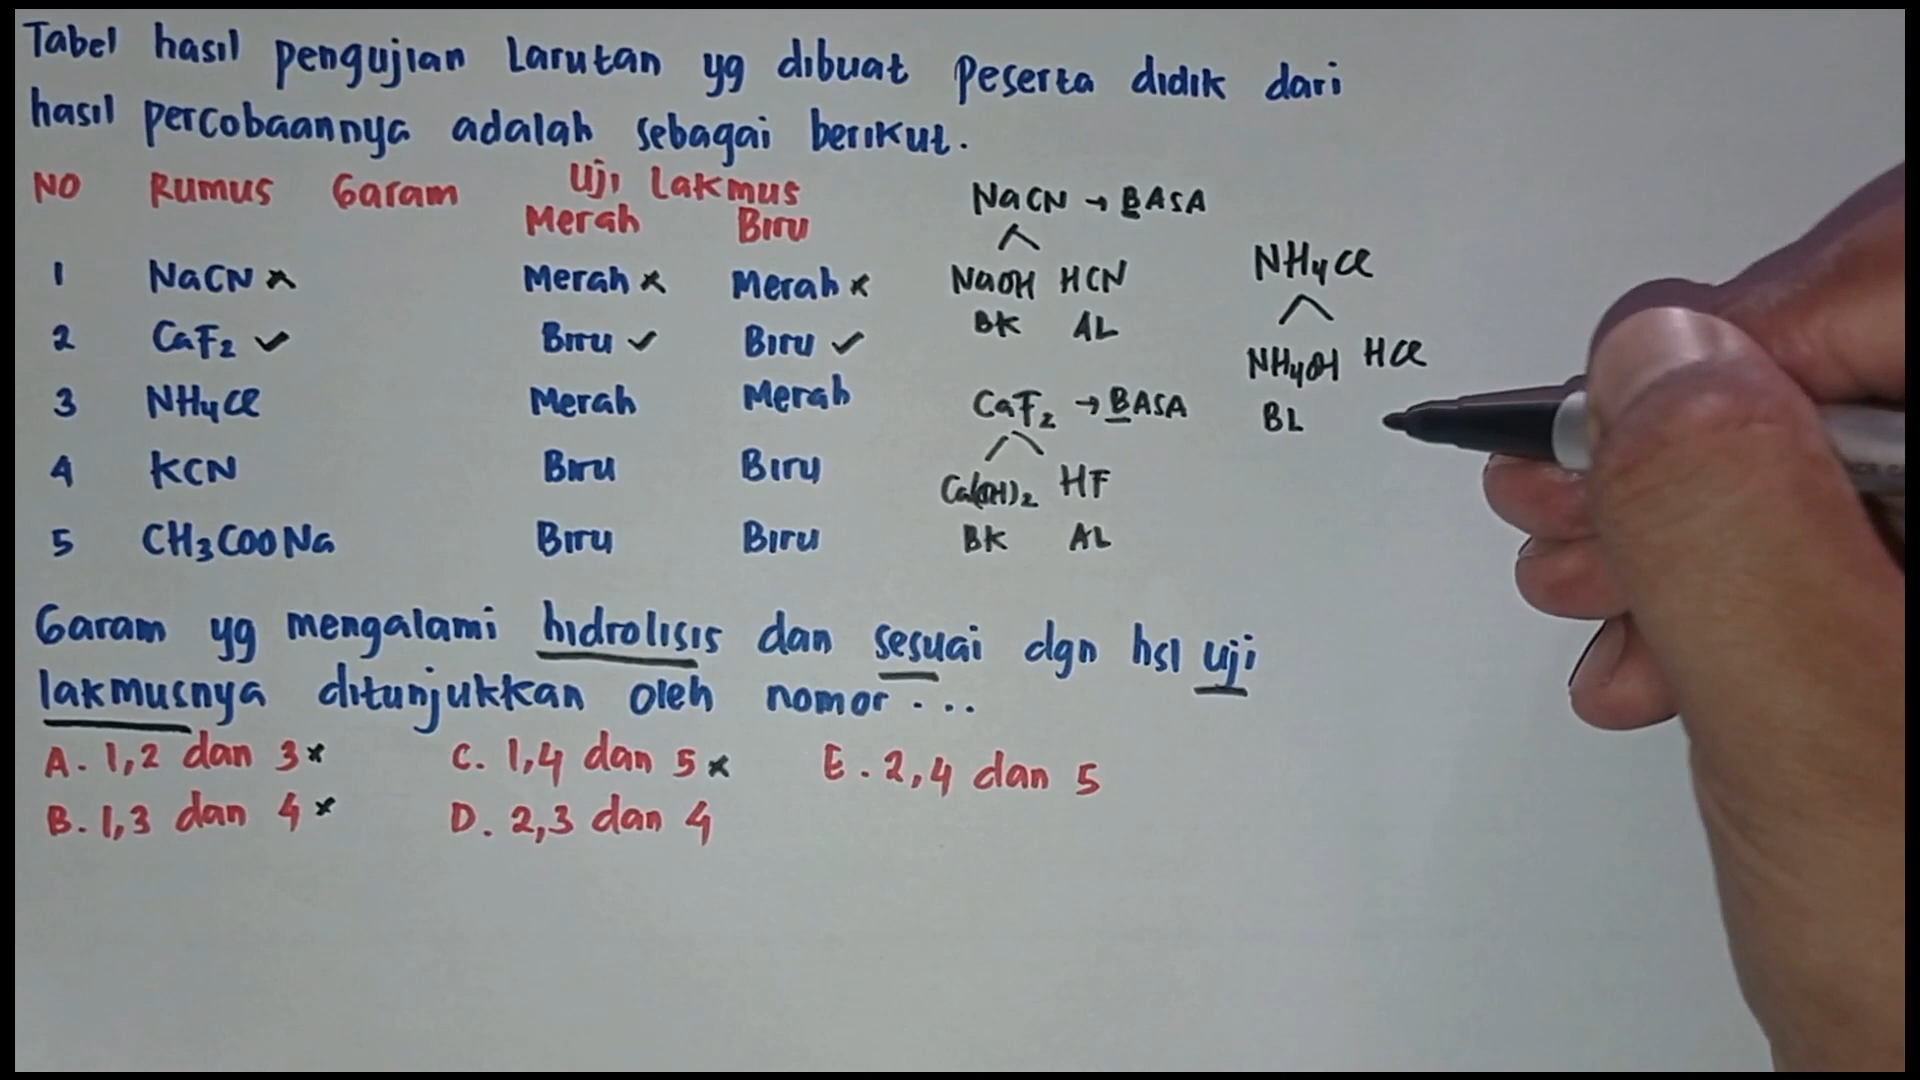 Tabel hasil pengujian Larutan yg dibuat peserta didik dari
hasil percobaannya adalah sebagai berikut.
NO Rumus Garam Uji Lakmus
Merah Biru
1 NaCN x Merah x Merah x
2 CaF2 ✓ Biru ✓ Biru ✓
3 NH4Cl Merah Merah
4 KCN Biru Biru
5 CH3COONa Biru Biru
Garam yg mengalami hidrolisis dan sesuai dgn hsl uji
lakmusnya ditunjukkan oleh nomor ...
A. 1,2 dan 3 x C. 1,4 dan 5 x E. 2,4 dan 5
B. 1,3 dan 4 x D. 2,3 dan 4
NaCN → BASA
NaOH HCN
BK AL
CaF2 → BASA
Ca(OH)2 HF
BK AL
NH4Cl
NH4OH HCl
BL